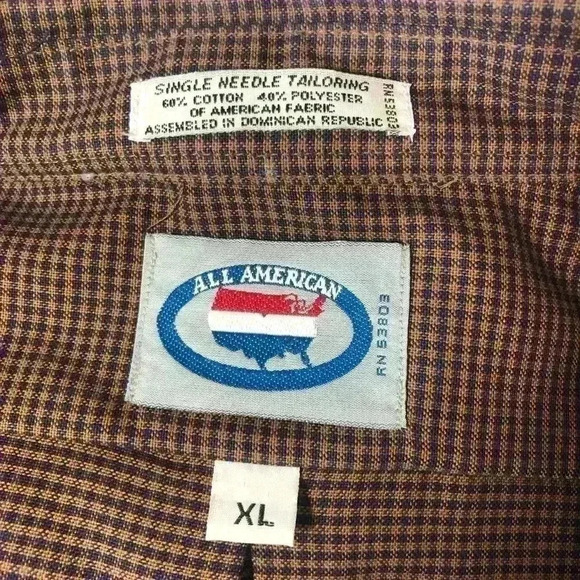 SINGLE NEEDLE TAILORING
60% COTTON 40% POLYESTER
OF AMERICAN FABRIC
ASSEMBLED IN DOMINICAN REPUBLIC
RN53803
ALL AMERICAN
RN 53803
XL